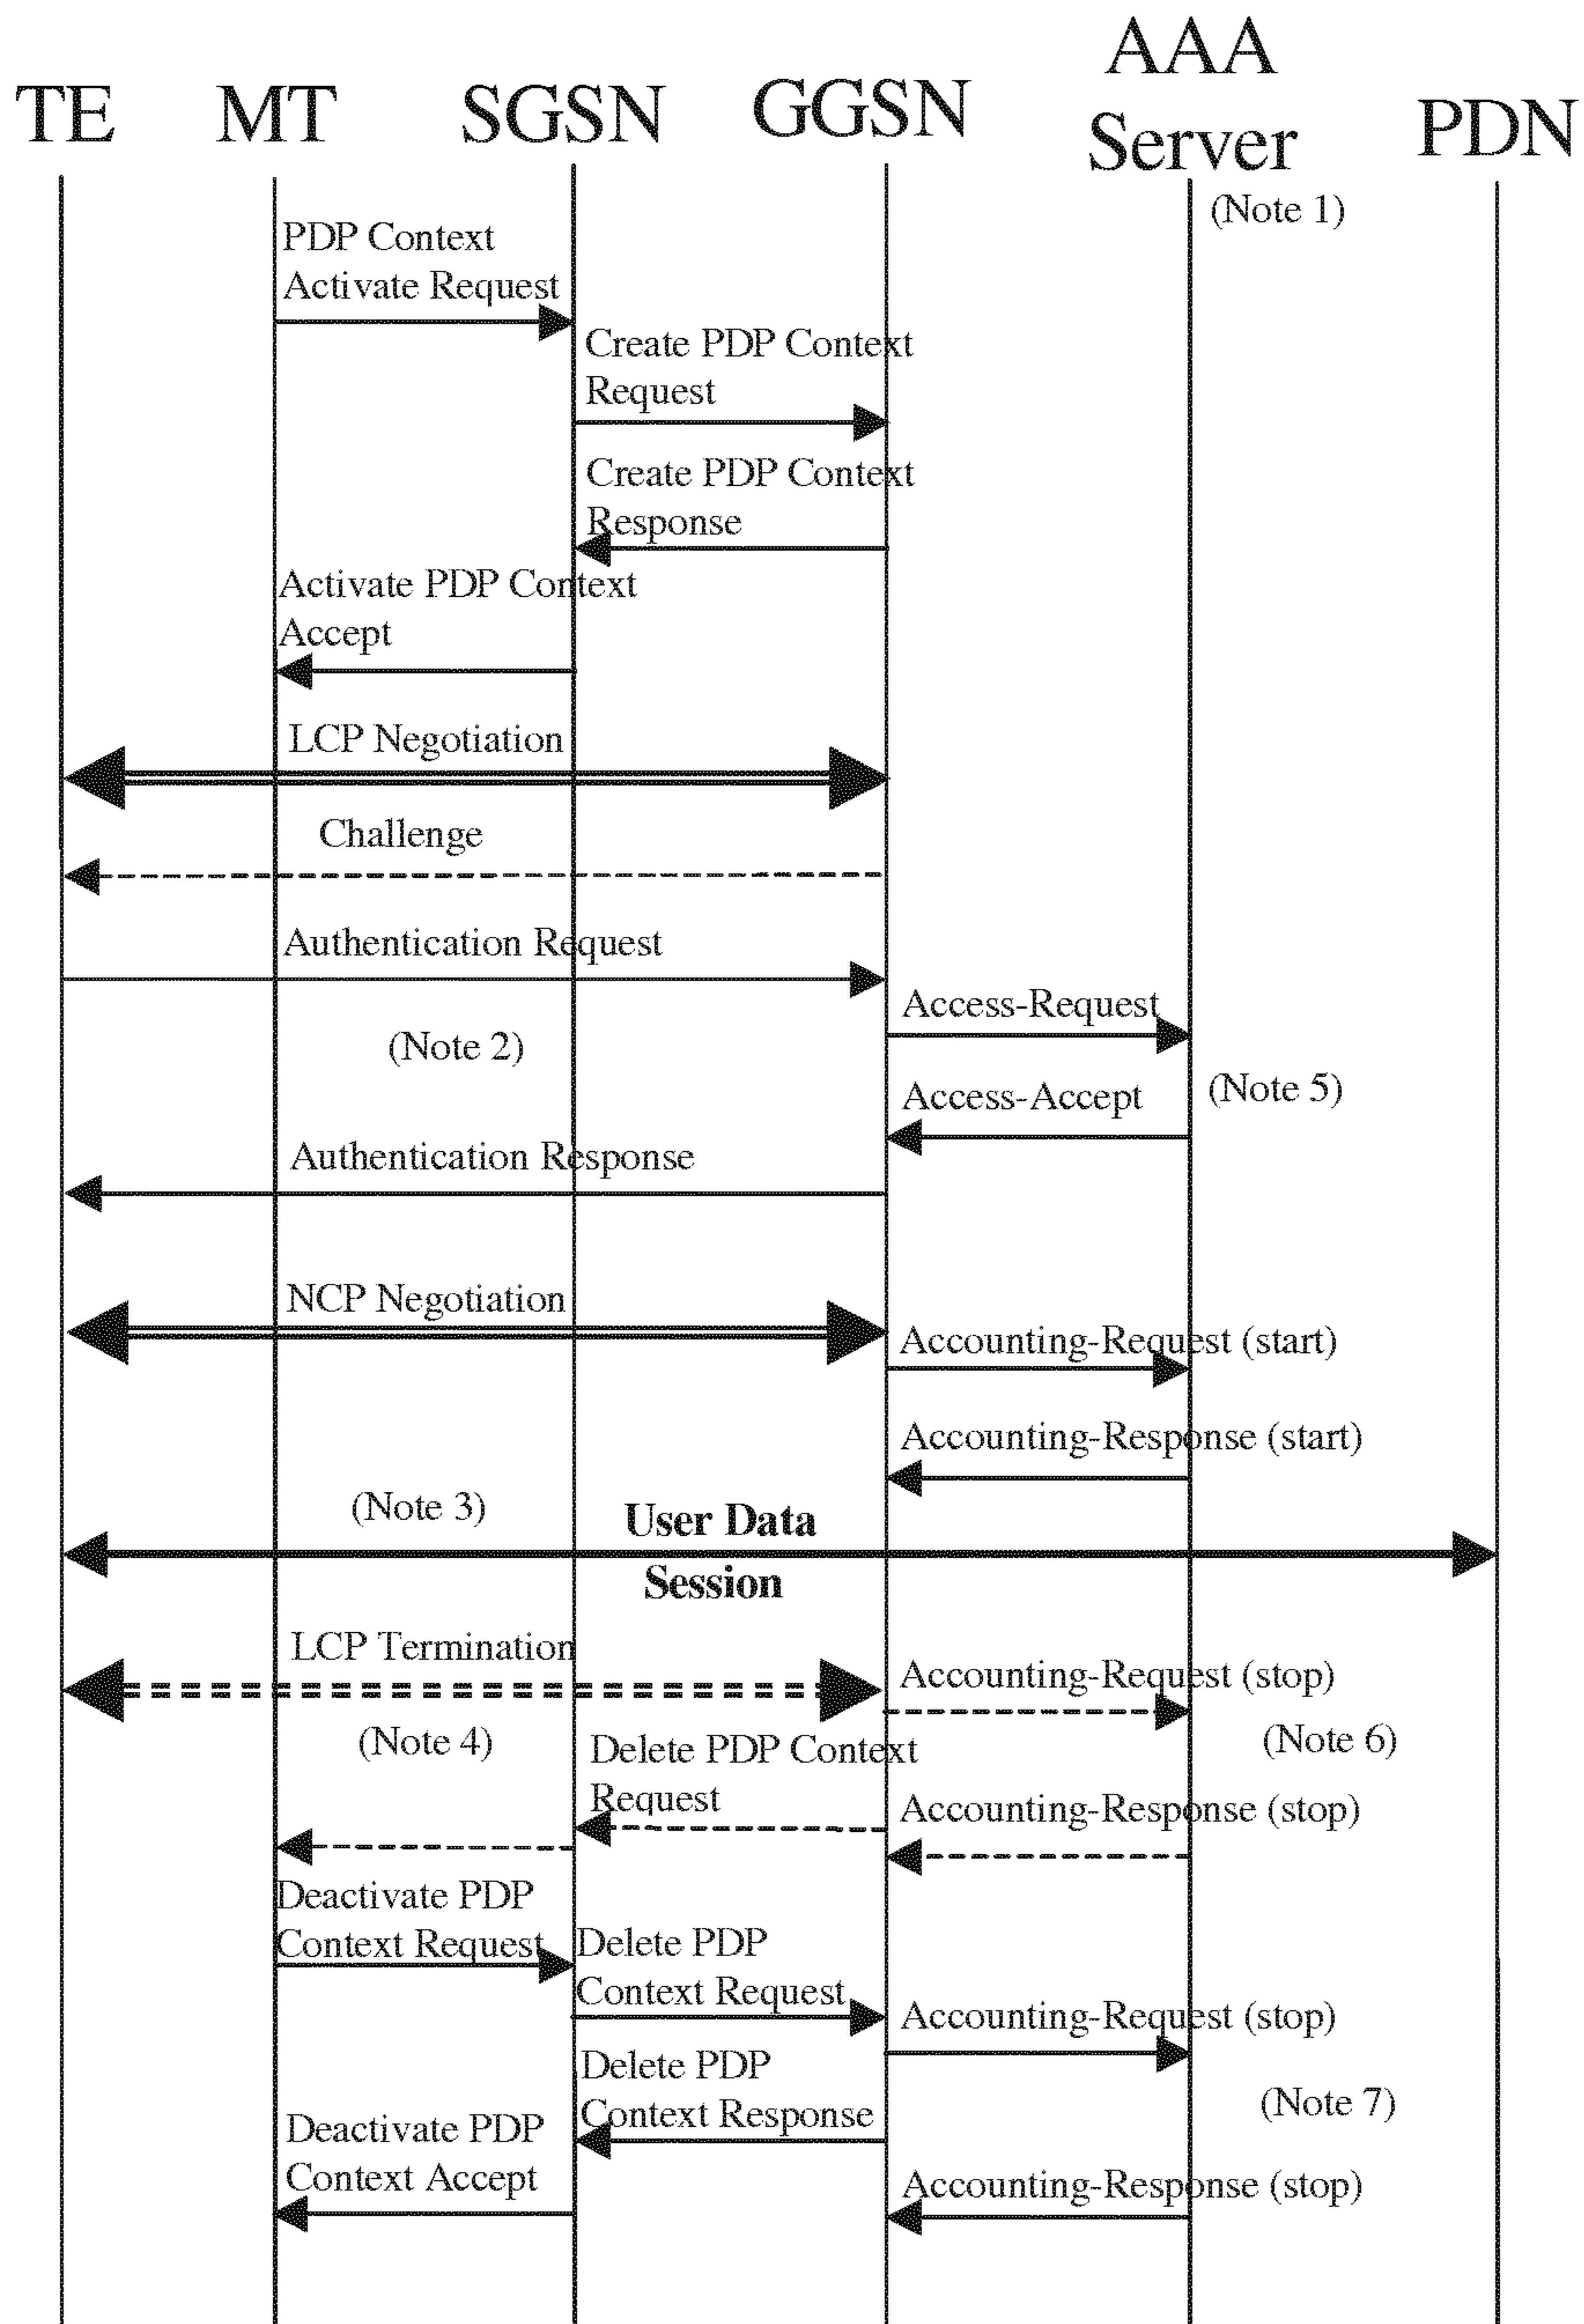 TE
MT
SGSN
GGSN
AAA
Server
PDN
(Note 1)
PDP Context
Activate Request
Create PDP Context
Request
Create PDP Context
Response
Activate PDP Context
Accept
LCP Negotiation
Challenge
Authentication Request
Access-Request
(Note 2)
Access-Accept
(Note 5)
Authentication Response
NCP Negotiation
Accounting-Request (start)
Accounting-Response (start)
(Note 3)
User Data
Session
LCP Termination
Accounting-Request (stop)
(Note 4)
(Note 6)
Delete PDP Context
Request
Accounting-Response (stop)
Deactivate PDP
Context Request
Delete PDP
Context Request
Accounting-Request (stop)
Delete PDP
Context Response
(Note 7)
Deactivate PDP
Context Accept
Accounting-Response (stop)